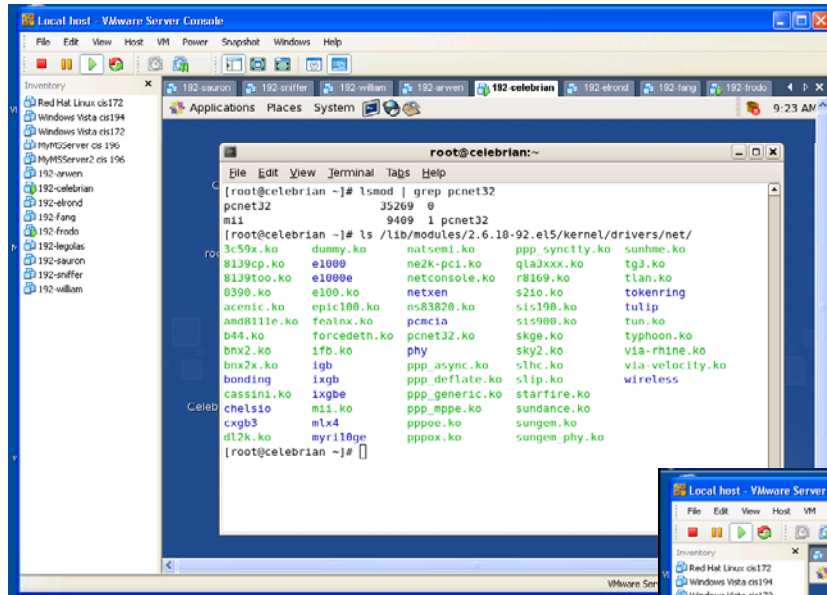 Local host - VMware Server Console
File Edit View Host VM Power Snapshot Windows Help
Inventory x
192-sauron 192-sniffer 192-william 192-arwen 192-celebrian 192-elrond 192-fang 192-frodo
Red Hat Linux cis172
Windows Vista cis194
Windows Vista cis172
MyMSServer cis 196
MyMSServer2 cis 196
192-arwen
192-celebrian
192-elrond
192-fang
192-frodo
192-legolas
192-sauron
192-sniffer
192-william
Applications Places System 9:23 AM
root@celebrian:~
File Edit View Terminal Tabs Help
[root@celebrian ~]# lsmod | grep pcnet32
pcnet32 35269 0
mii 9409 1 pcnet32
[root@celebrian ~]# ls /lib/modules/2.6.18-92.el5/kernel/drivers/net/
3c59x.ko dummy.ko natsemi.ko ppp_synctty.ko sunhme.ko
8139cp.ko e1000 ne2k-pci.ko qla3xxx.ko tg3.ko
8139too.ko e1000e netconsole.ko r8169.ko tlan.ko
8390.ko e100.ko netxen s2io.ko tokenring
acenic.ko epic100.ko ns83820.ko sis190.ko tulip
amd8111e.ko fealnx.ko pcmcia sis900.ko tun.ko
b44.ko forcedeth.ko pcnet32.ko skge.ko typhoon.ko
bnx2.ko ifb.ko phy sky2.ko via-rhine.ko
bnx2x.ko igb ppp_async.ko slhc.ko via-velocity.ko
bonding ixgb ppp_deflate.ko slip.ko wireless
cassini.ko ixgbe ppp_generic.ko starfire.ko
chelsio mii.ko ppp_mppe.ko sundance.ko
cxgb3 mlx4 pppoe.ko sungem.ko
dl2k.ko myri10ge pppox.ko sungem_phy.ko
[root@celebrian ~]#
Celeb
VMware Ser
Local host - VMware Server
File Edit View Host VM
Inventory x
Red Hat Linux cis172
Windows Vista cis194
Windows Vista cis172